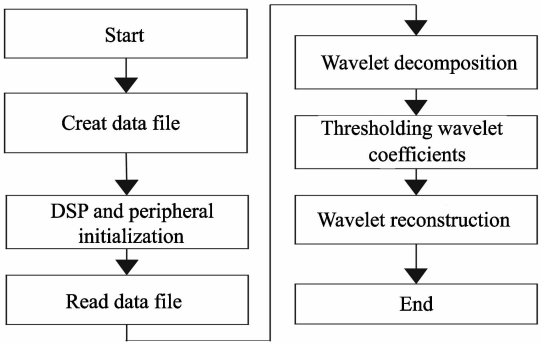 Start
Creat data file
DSP and peripheral
initialization
Read data file
Wavelet decomposition
Thresholding wavelet
coefficients
Wavelet reconstruction
End